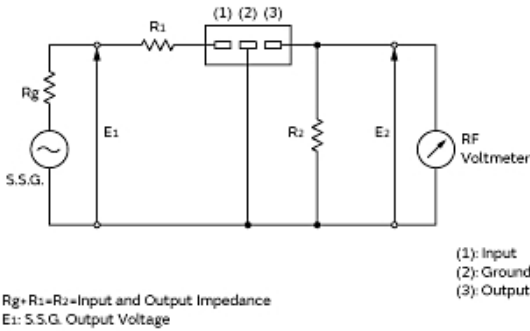 (1) (2) (3)
R1
Rg
E1
R2
E2
RF
Voltmeter
S.S.G.
(1): Input
(2): Ground
(3): Output
Rg+R1=R2=Input and Output Impedance
E1: S.S.G. Output Voltage